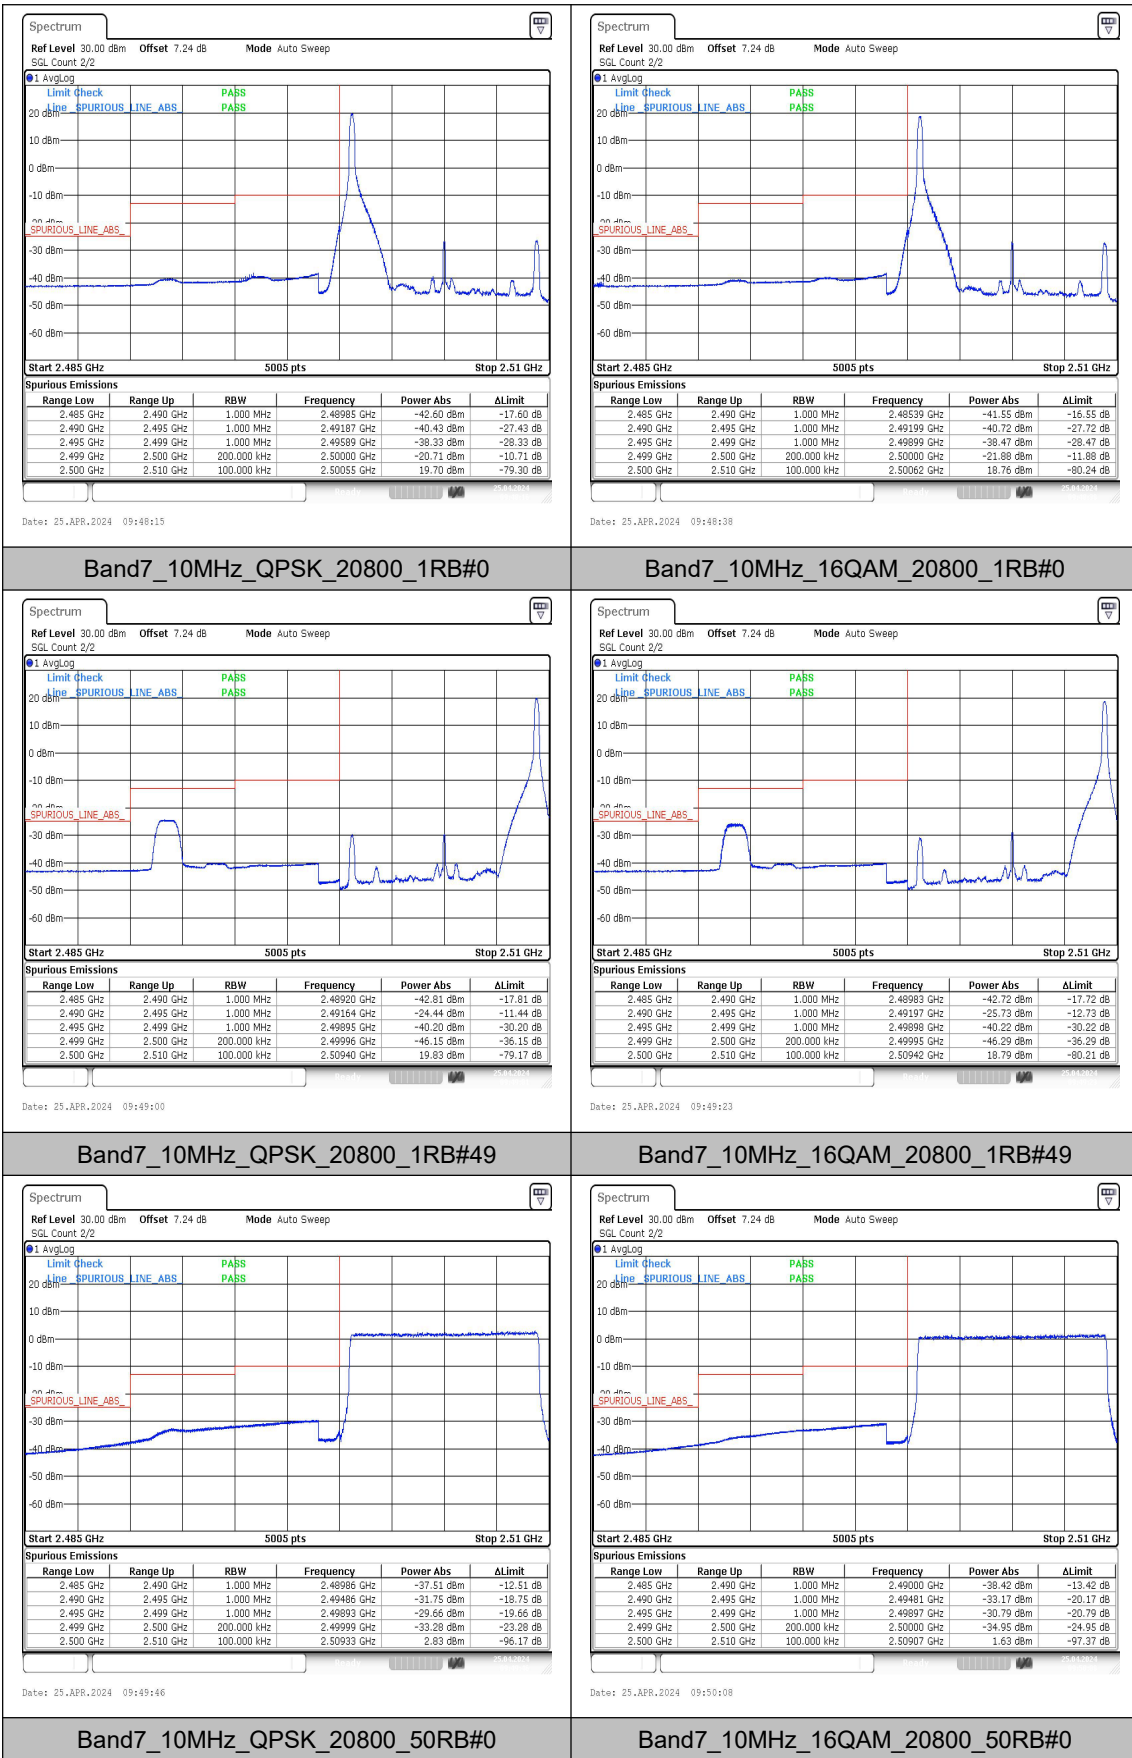 Spectrum
Ref Level 30.00 dBm Offset 7.24 dB Mode Auto Sweep
SGL Count 2/2
1 AvgLog
Limit Check PASS
Line _SPURIOUS_LINE_ABS_ PASS
20 dBm
10 dBm
0 dBm
-10 dBm
-20 dBm
_SPURIOUS_LINE_ABS_
-30 dBm
-40 dBm
-50 dBm
-60 dBm
Start 2.485 GHz 5005 pts Stop 2.51 GHz
Spurious Emissions
Range Low Range Up RBW Frequency Power Abs ΔLimit
2.485 GHz 2.490 GHz 1.000 MHz 2.48985 GHz -42.60 dBm -17.60 dB
2.490 GHz 2.495 GHz 1.000 MHz 2.49187 GHz -40.43 dBm -27.43 dB
2.495 GHz 2.499 GHz 1.000 MHz 2.49589 GHz -38.33 dBm -28.33 dB
2.499 GHz 2.500 GHz 200.000 kHz 2.50000 GHz -20.71 dBm -10.71 dB
2.500 GHz 2.510 GHz 100.000 kHz 2.50055 GHz 19.70 dBm -79.30 dB
Ready 25.04.2024
Date: 25.APR.2024 09:48:15
Band7_10MHz_QPSK_20800_1RB#0
Spectrum
Ref Level 30.00 dBm Offset 7.24 dB Mode Auto Sweep
SGL Count 2/2
1 AvgLog
Limit Check PASS
Line _SPURIOUS_LINE_ABS_ PASS
20 dBm
10 dBm
0 dBm
-10 dBm
-20 dBm
_SPURIOUS_LINE_ABS_
-30 dBm
-40 dBm
-50 dBm
-60 dBm
Start 2.485 GHz 5005 pts Stop 2.51 GHz
Spurious Emissions
Range Low Range Up RBW Frequency Power Abs ΔLimit
2.485 GHz 2.490 GHz 1.000 MHz 2.48539 GHz -41.55 dBm -16.55 dB
2.490 GHz 2.495 GHz 1.000 MHz 2.49199 GHz -40.72 dBm -27.72 dB
2.495 GHz 2.499 GHz 1.000 MHz 2.49899 GHz -38.47 dBm -28.47 dB
2.499 GHz 2.500 GHz 200.000 kHz 2.50000 GHz -21.88 dBm -11.88 dB
2.500 GHz 2.510 GHz 100.000 kHz 2.50062 GHz 18.76 dBm -80.24 dB
Ready 25.04.2024
Date: 25.APR.2024 09:48:38
Band7_10MHz_16QAM_20800_1RB#0
Spectrum
Ref Level 30.00 dBm Offset 7.24 dB Mode Auto Sweep
SGL Count 2/2
1 AvgLog
Limit Check PASS
Line _SPURIOUS_LINE_ABS_ PASS
20 dBm
10 dBm
0 dBm
-10 dBm
-20 dBm
_SPURIOUS_LINE_ABS_
-30 dBm
-40 dBm
-50 dBm
-60 dBm
Start 2.485 GHz 5005 pts Stop 2.51 GHz
Spurious Emissions
Range Low Range Up RBW Frequency Power Abs ΔLimit
2.485 GHz 2.490 GHz 1.000 MHz 2.48920 GHz -42.81 dBm -17.81 dB
2.490 GHz 2.495 GHz 1.000 MHz 2.49164 GHz -24.44 dBm -11.44 dB
2.495 GHz 2.499 GHz 1.000 MHz 2.49895 GHz -40.20 dBm -30.20 dB
2.499 GHz 2.500 GHz 200.000 kHz 2.49996 GHz -46.15 dBm -36.15 dB
2.500 GHz 2.510 GHz 100.000 kHz 2.50940 GHz 19.83 dBm -79.17 dB
Ready 25.04.2024
Date: 25.APR.2024 09:49:00
Band7_10MHz_QPSK_20800_1RB#49
Spectrum
Ref Level 30.00 dBm Offset 7.24 dB Mode Auto Sweep
SGL Count 2/2
1 AvgLog
Limit Check PASS
Line _SPURIOUS_LINE_ABS_ PASS
20 dBm
10 dBm
0 dBm
-10 dBm
-20 dBm
_SPURIOUS_LINE_ABS_
-30 dBm
-40 dBm
-50 dBm
-60 dBm
Start 2.485 GHz 5005 pts Stop 2.51 GHz
Spurious Emissions
Range Low Range Up RBW Frequency Power Abs ΔLimit
2.485 GHz 2.490 GHz 1.000 MHz 2.48983 GHz -42.72 dBm -17.72 dB
2.490 GHz 2.495 GHz 1.000 MHz 2.49197 GHz -25.73 dBm -12.73 dB
2.495 GHz 2.499 GHz 1.000 MHz 2.49898 GHz -40.22 dBm -30.22 dB
2.499 GHz 2.500 GHz 200.000 kHz 2.49995 GHz -46.29 dBm -36.29 dB
2.500 GHz 2.510 GHz 100.000 kHz 2.50942 GHz 18.79 dBm -80.21 dB
Ready 25.04.2024
Date: 25.APR.2024 09:49:23
Band7_10MHz_16QAM_20800_1RB#49
Spectrum
Ref Level 30.00 dBm Offset 7.24 dB Mode Auto Sweep
SGL Count 2/2
1 AvgLog
Limit Check PASS
Line _SPURIOUS_LINE_ABS_ PASS
20 dBm
10 dBm
0 dBm
-10 dBm
-20 dBm
_SPURIOUS_LINE_ABS_
-30 dBm
-40 dBm
-50 dBm
-60 dBm
Start 2.485 GHz 5005 pts Stop 2.51 GHz
Spurious Emissions
Range Low Range Up RBW Frequency Power Abs ΔLimit
2.485 GHz 2.490 GHz 1.000 MHz 2.48986 GHz -37.51 dBm -12.51 dB
2.490 GHz 2.495 GHz 1.000 MHz 2.49486 GHz -31.75 dBm -18.75 dB
2.495 GHz 2.499 GHz 1.000 MHz 2.49893 GHz -29.66 dBm -19.66 dB
2.499 GHz 2.500 GHz 200.000 kHz 2.49999 GHz -33.28 dBm -23.28 dB
2.500 GHz 2.510 GHz 100.000 kHz 2.50933 GHz 2.83 dBm -96.17 dB
25.04.2024
Date: 25.APR.2024 09:49:46
Band7_10MHz_QPSK_20800_50RB#0
Spectrum
Ref Level 30.00 dBm Offset 7.24 dB Mode Auto Sweep
SGL Count 2/2
1 AvgLog
Limit Check PASS
Line _SPURIOUS_LINE_ABS_ PASS
20 dBm
10 dBm
0 dBm
-10 dBm
-20 dBm
_SPURIOUS_LINE_ABS_
-30 dBm
-40 dBm
-50 dBm
-60 dBm
Start 2.485 GHz 5005 pts Stop 2.51 GHz
Spurious Emissions
Range Low Range Up RBW Frequency Power Abs ΔLimit
2.485 GHz 2.490 GHz 1.000 MHz 2.49000 GHz -38.42 dBm -13.42 dB
2.490 GHz 2.495 GHz 1.000 MHz 2.49481 GHz -33.17 dBm -20.17 dB
2.495 GHz 2.499 GHz 1.000 MHz 2.49897 GHz -30.79 dBm -20.79 dB
2.499 GHz 2.500 GHz 200.000 kHz 2.50000 GHz -34.95 dBm -24.95 dB
2.500 GHz 2.510 GHz 100.000 kHz 2.50907 GHz 1.63 dBm -97.37 dB
25.04.2024
Date: 25.APR.2024 09:50:08
Band7_10MHz_16QAM_20800_50RB#0